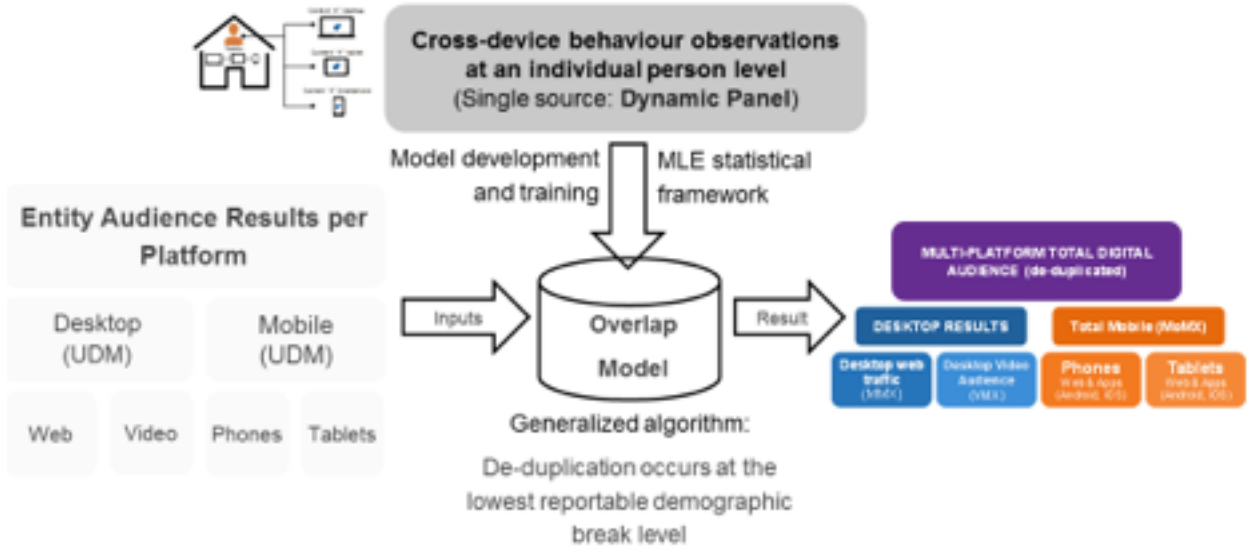 Cross-device behaviour observations
at an individual person level
(Single source: Dynamic Panel)
Model development
and training
MLE statistical
framework
Entity Audience Results per
Platform
Desktop
(UDM)
Mobile
(UDM)
Web
Video
Phones
Tablets
Inputs
Overlap
Model
Result
Generalized algorithm:
De-duplication occurs at the
lowest reportable demographic
break level
MULTI-PLATFORM TOTAL DIGITAL
AUDIENCE (de-duplicated)
DESKTOP RESULTS
Total Mobile (MoMX)
Desktop web
traffic
(MMX)
Desktop Video
Audience
(VMX)
Phones
Web & Apps
(Android, iOS)
Tablets
Web & Apps
(Android, iOS)